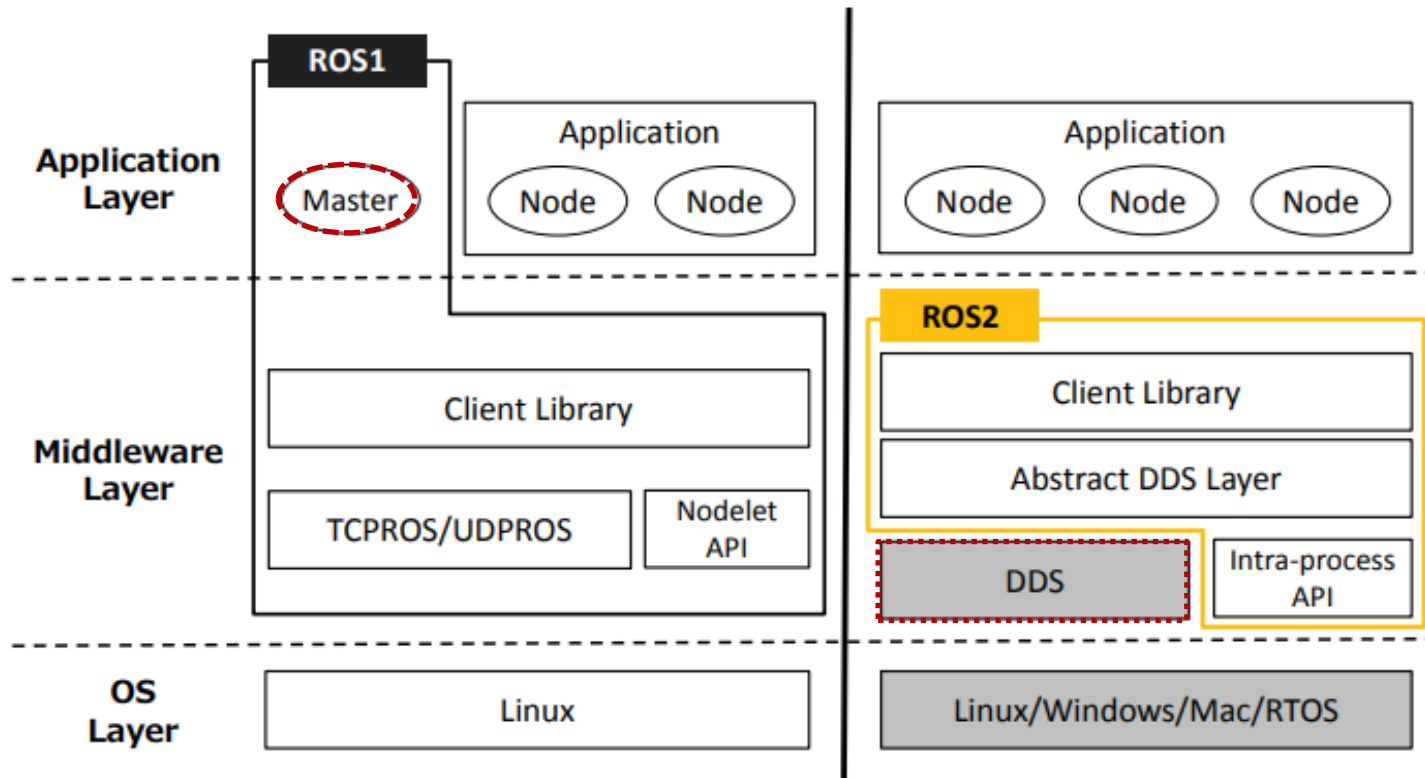 ROS1
Application
Layer
Master
Application
Node
Node
Application
Node
Node
Node
Middleware
Layer
Client Library
TCPROS/UDPROS
Nodelet
API
ROS2
Client Library
Abstract DDS Layer
DDS
Intra-process
API
OS
Layer
Linux
Linux/Windows/Mac/RTOS